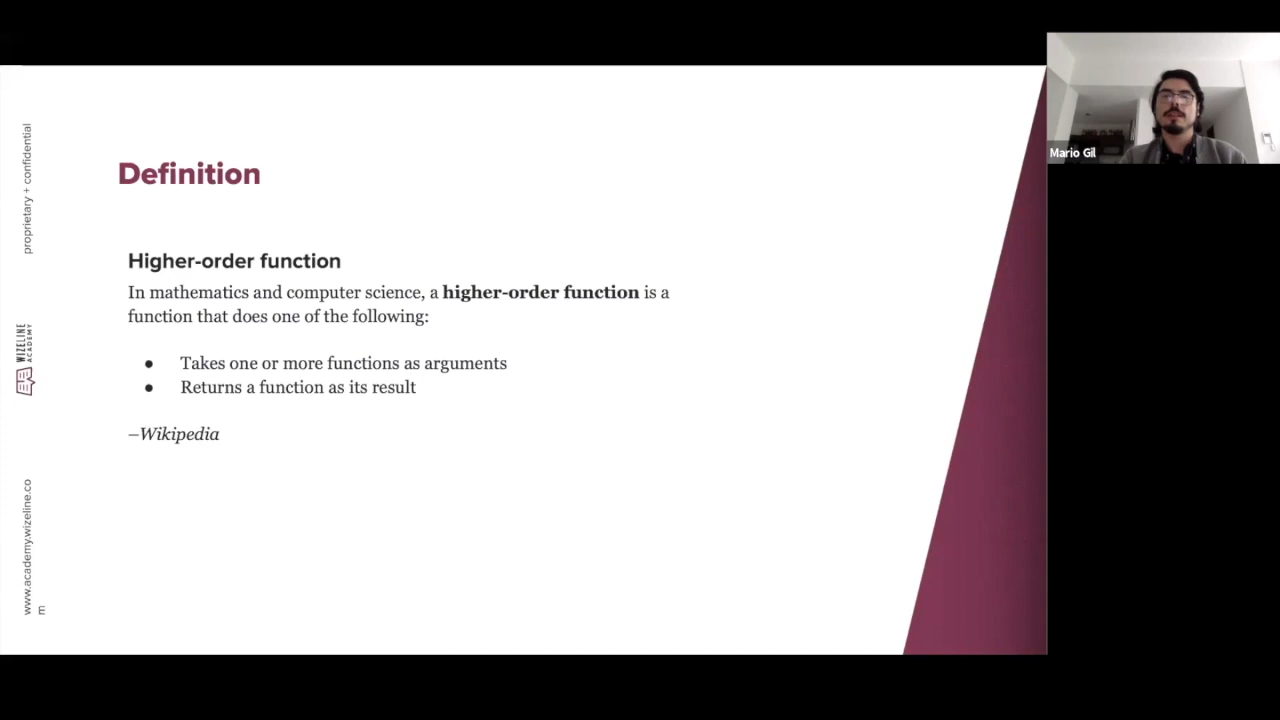 Definition
Higher-order function
In mathematics and computer science, a higher-order function is a
function that does one of the following:
● Takes one or more functions as arguments
● Returns a function as its result
–Wikipedia
proprietary + confidential
WIZELINE
ACADEMY
www.academy.wizeline.co
m
Mario Gil